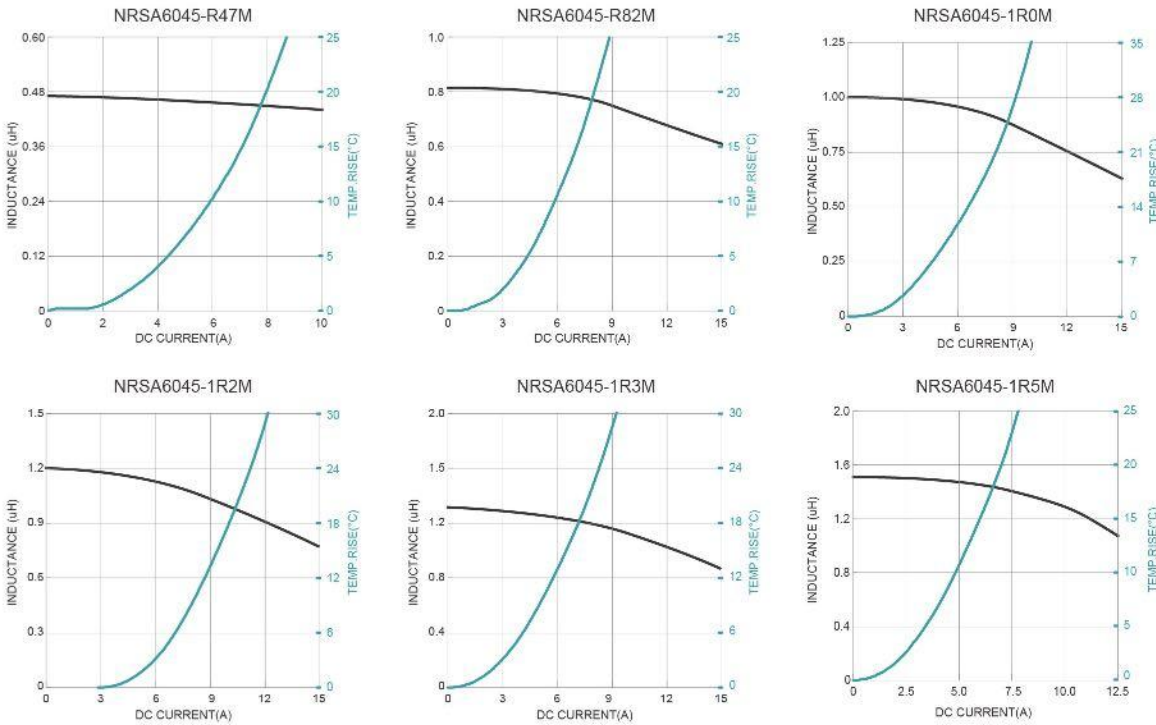 NRSA6045-R47M
0.60
0.48
0.36
0.24
0.12
0
INDUCTANCE (uH)
0 2 4 6 8 10
DC CURRENT(A)
25
20
15
10
5
0
TEMP.RISE(°C)
NRSA6045-R82M
1.0
0.8
0.6
0.4
0.2
0
INDUCTANCE (uH)
0 3 6 9 12 15
DC CURRENT(A)
25
20
15
10
5
0
TEMP.RISE(°C)
NRSA6045-1R0M
1.25
1.00
0.75
0.50
0.25
0
INDUCTANCE (uH)
0 3 6 9 12 15
DC CURRENT(A)
35
28
21
14
7
0
TEMP.RISE(°C)
NRSA6045-1R2M
1.5
1.2
0.9
0.6
0.3
0
INDUCTANCE (uH)
0 3 6 9 12 15
DC CURRENT(A)
30
24
18
12
6
0
TEMP.RISE(°C)
NRSA6045-1R3M
2.0
1.5
1.2
0.8
0.4
0
INDUCTANCE (uH)
0 3 6 9 12 15
DC CURRENT(A)
30
24
18
12
6
0
TEMP.RISE(°C)
NRSA6045-1R5M
2.0
1.6
1.2
0.8
0.4
0
INDUCTANCE (uH)
0 2.5 5.0 7.5 10.0 12.5
DC CURRENT(A)
25
20
15
10
5
0
TEMP.RISE(°C)